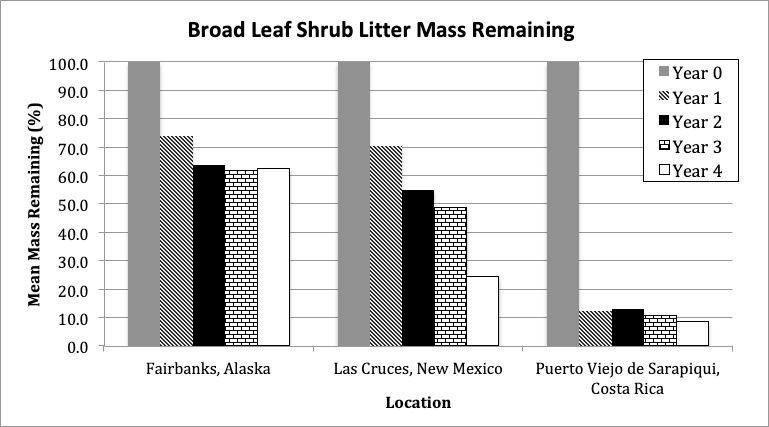 Broad Leaf Shrub Litter Mass Remaining
100.0
90.0
80.0
70.0
60.0
50.0
40.0
30.0
20.0
10.0
0.0
Mean Mass Remaining (%)
Year 0
Year 1
Year 2
Year 3
Year 4
Fairbanks, Alaska
Las Cruces, New Mexico
Puerto Viejo de Sarapiqui,
Costa Rica
Location